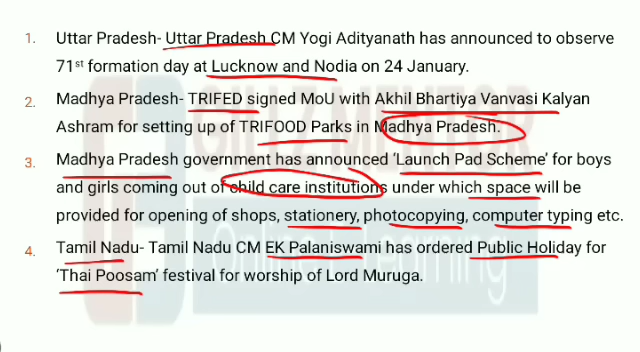 1. Uttar Pradesh- Uttar Pradesh CM Yogi Adityanath has announced to observe
71st formation day at Lucknow and Nodia on 24 January.
2. Madhya Pradesh- TRIFED signed MoU with Akhil Bhartiya Vanvasi Kalyan
Ashram for setting up of TRIFOOD Parks in Madhya Pradesh.
3. Madhya Pradesh government has announced ‘Launch Pad Scheme’ for boys
and girls coming out of child care institutions under which space will be
provided for opening of shops, stationery, photocopying, computer typing etc.
4. Tamil Nadu- Tamil Nadu CM EK Palaniswami has ordered Public Holiday for
‘Thai Poosam’ festival for worship of Lord Muruga.